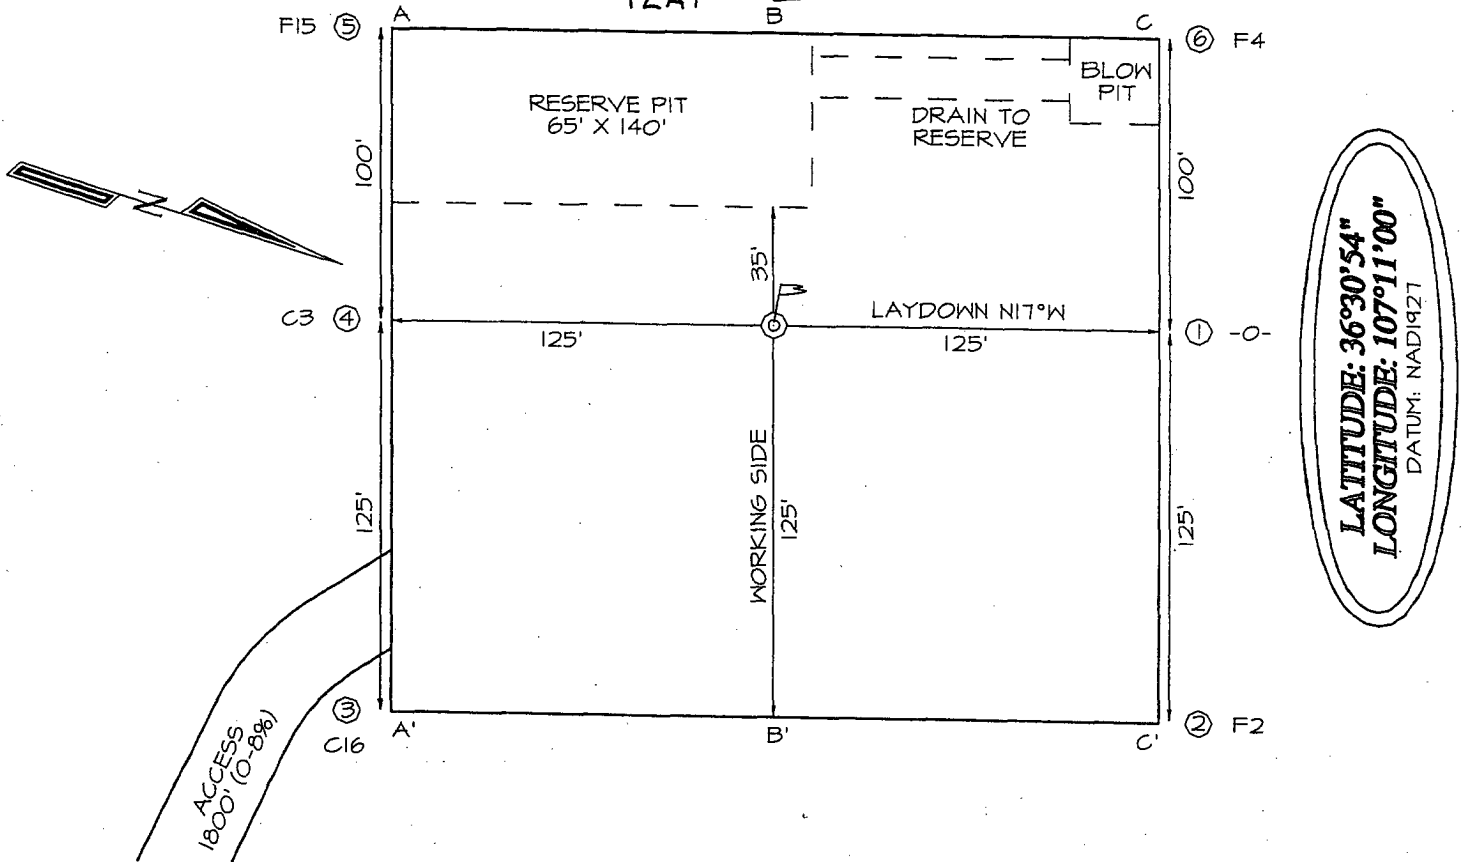 A
B
C
F15 ⑤
⑥ F4
BLOW
PIT
RESERVE PIT
65' X 140'
DRAIN TO
RESERVE
100'
100'
N
35'
LAYDOWN N17°W
C3 ④
125'
125'
① -0-
LATITUDE: 36°30'54"
LONGITUDE: 107°11'00"
DATUM: NAD1927
WORKING SIDE
125'
125'
125'
③
C16
A'
B'
C'
② F2
ACCESS
1800' (0-8%)